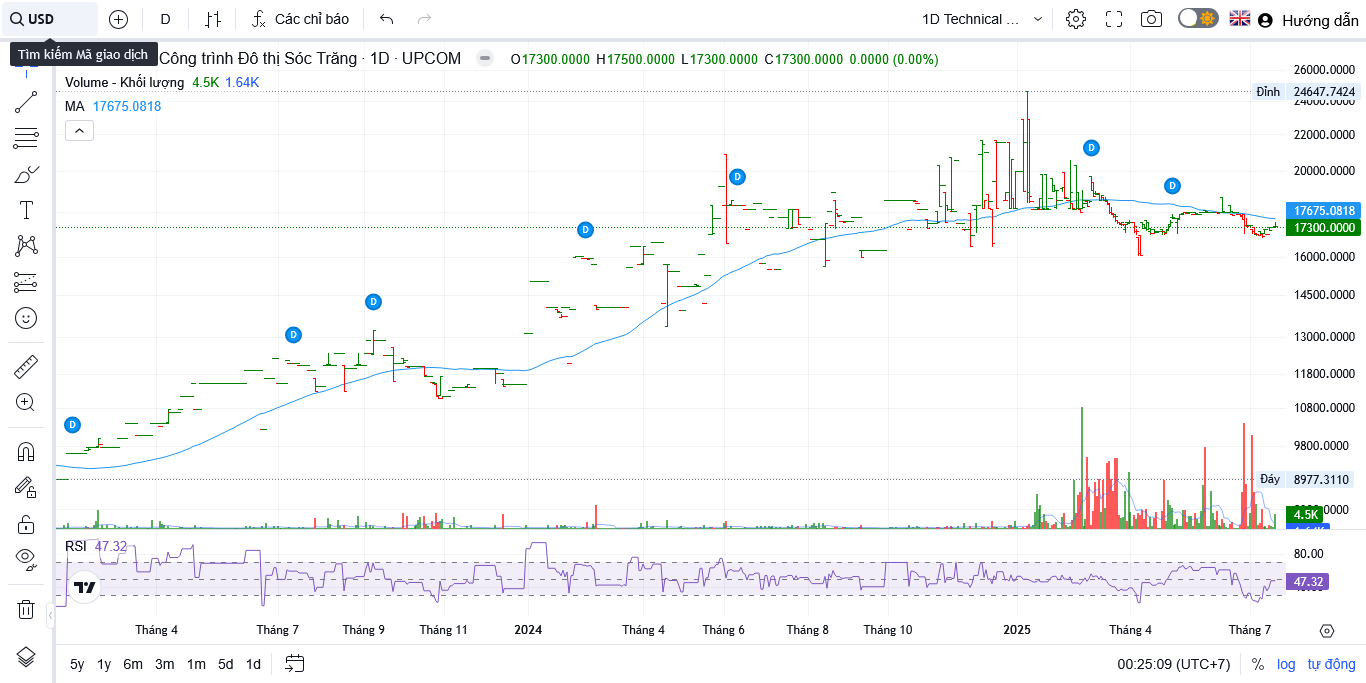 USD
D
Các chỉ báo
1D Technical ...
Hướng dẫn
Tìm kiếm Mã giao dịch
Công trình Đô thị Sóc Trăng · 1D · UPCOM
O17300.0000 H17500.0000 L17300.0000 C17300.0000 0.0000 (0.00%)
Volume - Khối lượng 4.5K 1.64K
MA 17675.0818
26000.0000
Đỉnh 24647.7424
24000.0000
22000.0000
20000.0000
17675.0818
17300.0000
16000.0000
14500.0000
13000.0000
11800.0000
10800.0000
9800.0000
Đáy 8977.3110
4.5K
D
D
D
D
D
D
D
RSI 47.32
80.00
47.32
Tháng 4
Tháng 7
Tháng 9
Tháng 11
2024
Tháng 4
Tháng 6
Tháng 8
Tháng 10
2025
Tháng 4
Tháng 7
5y 1y 6m 3m 1m 5d 1d
00:25:09 (UTC+7)
% log tự động